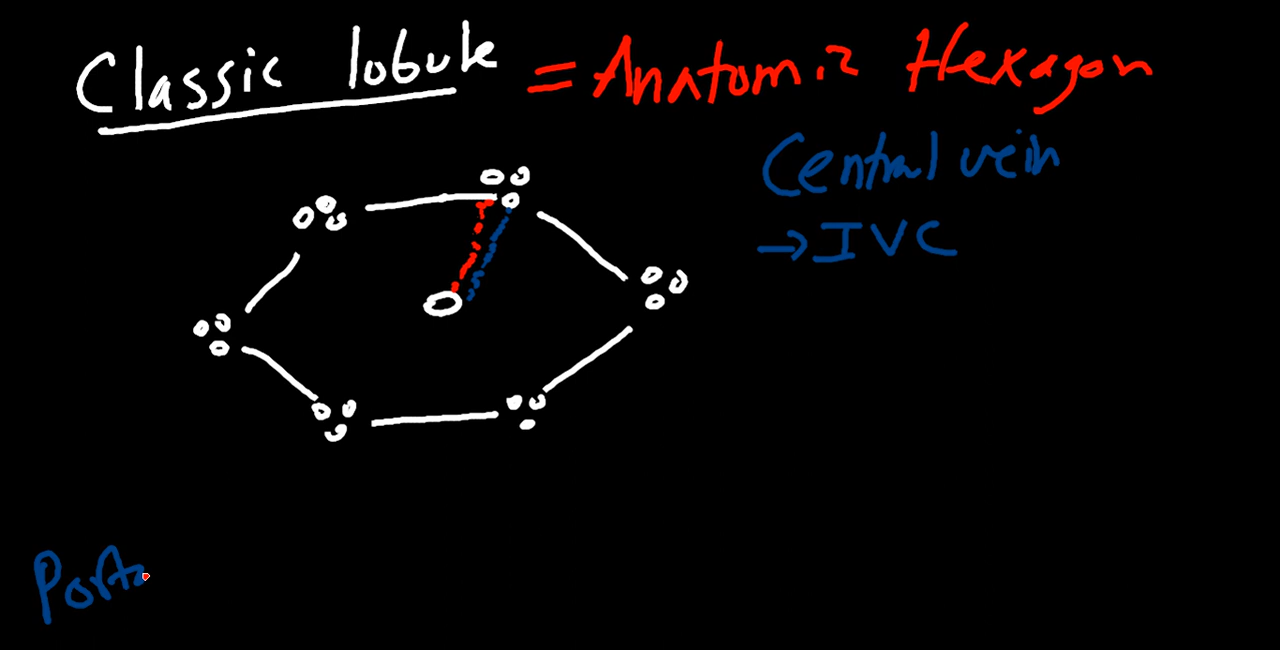 Classic lobule = Anatomic Hexagon
Central vein
→ IVC
Porta